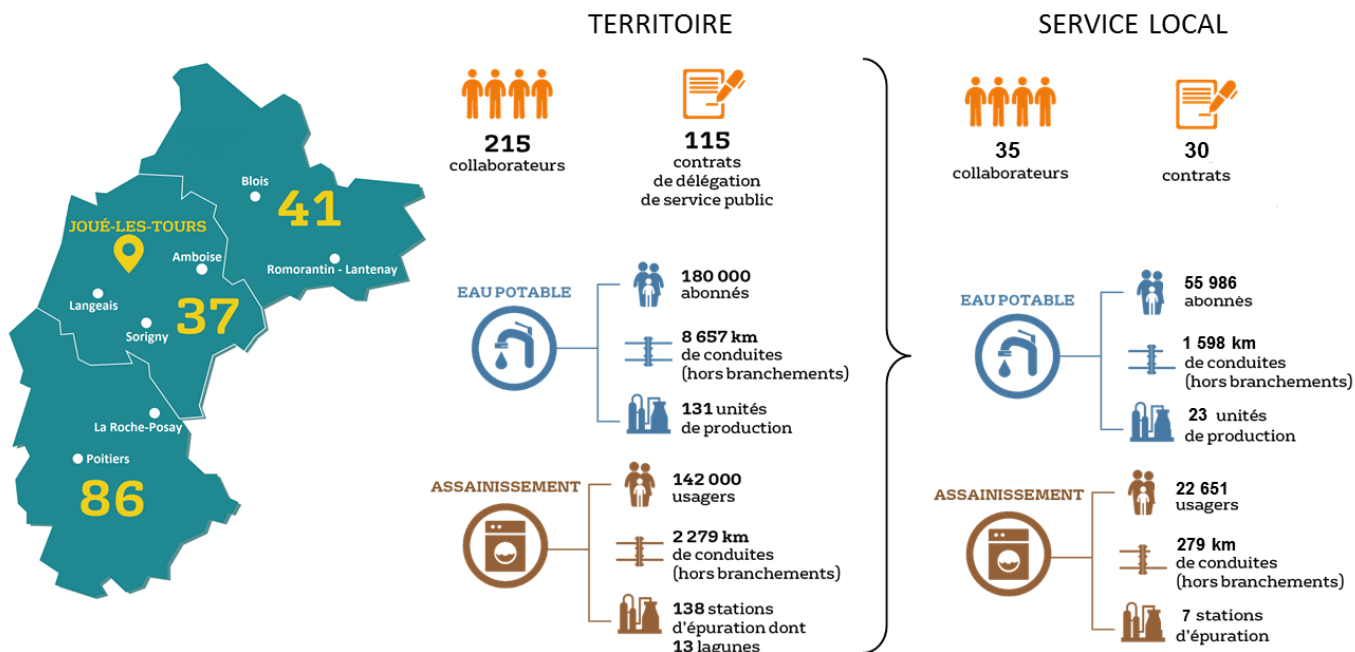 TERRITOIRE
SERVICE LOCAL
Blois
41
JOUÉ-LES-TOURS
Amboise
Romorantin - Lantenay
Langeais
37
Sorigny
La Roche-Posay
Poitiers
86
215
collaborateurs
115
contrats
de délégation
de service public
EAU POTABLE
180 000
abonnés
8 657 km
de conduites
(hors branchements)
131 unités
de production
ASSAINISSEMENT
142 000
usagers
2 279 km
de conduites
(hors branchements)
138 stations
d'épuration dont
13 lagunes
35
collaborateurs
30
contrats
EAU POTABLE
55 986
abonnés
1 598 km
de conduites
(hors branchements)
23 unités
de production
ASSAINISSEMENT
22 651
usagers
279 km
de conduites
(hors branchements)
7 stations
d'épuration